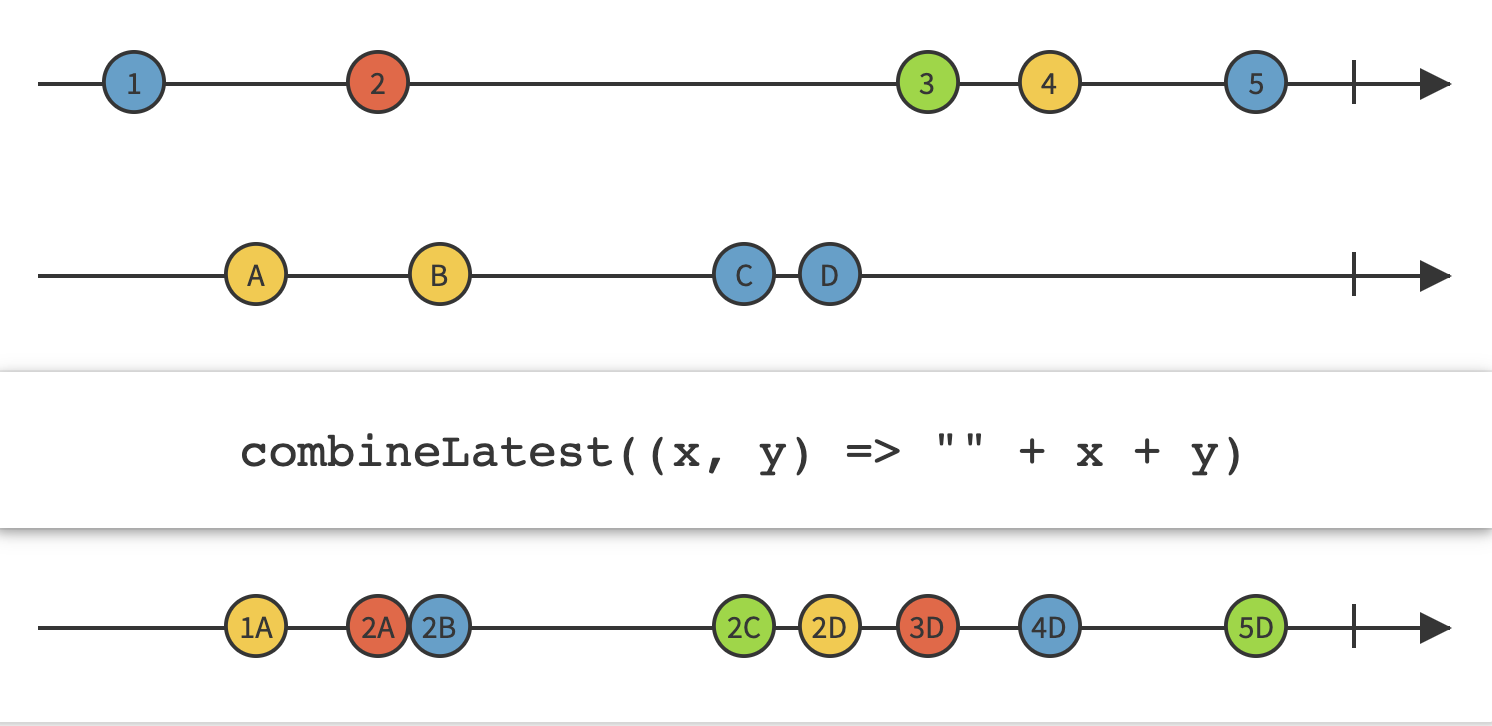 1 2 3 4 5
A B C D
combineLatest((x, y) => "" + x + y)
1A 2A 2B 2C 2D 3D 4D 5D